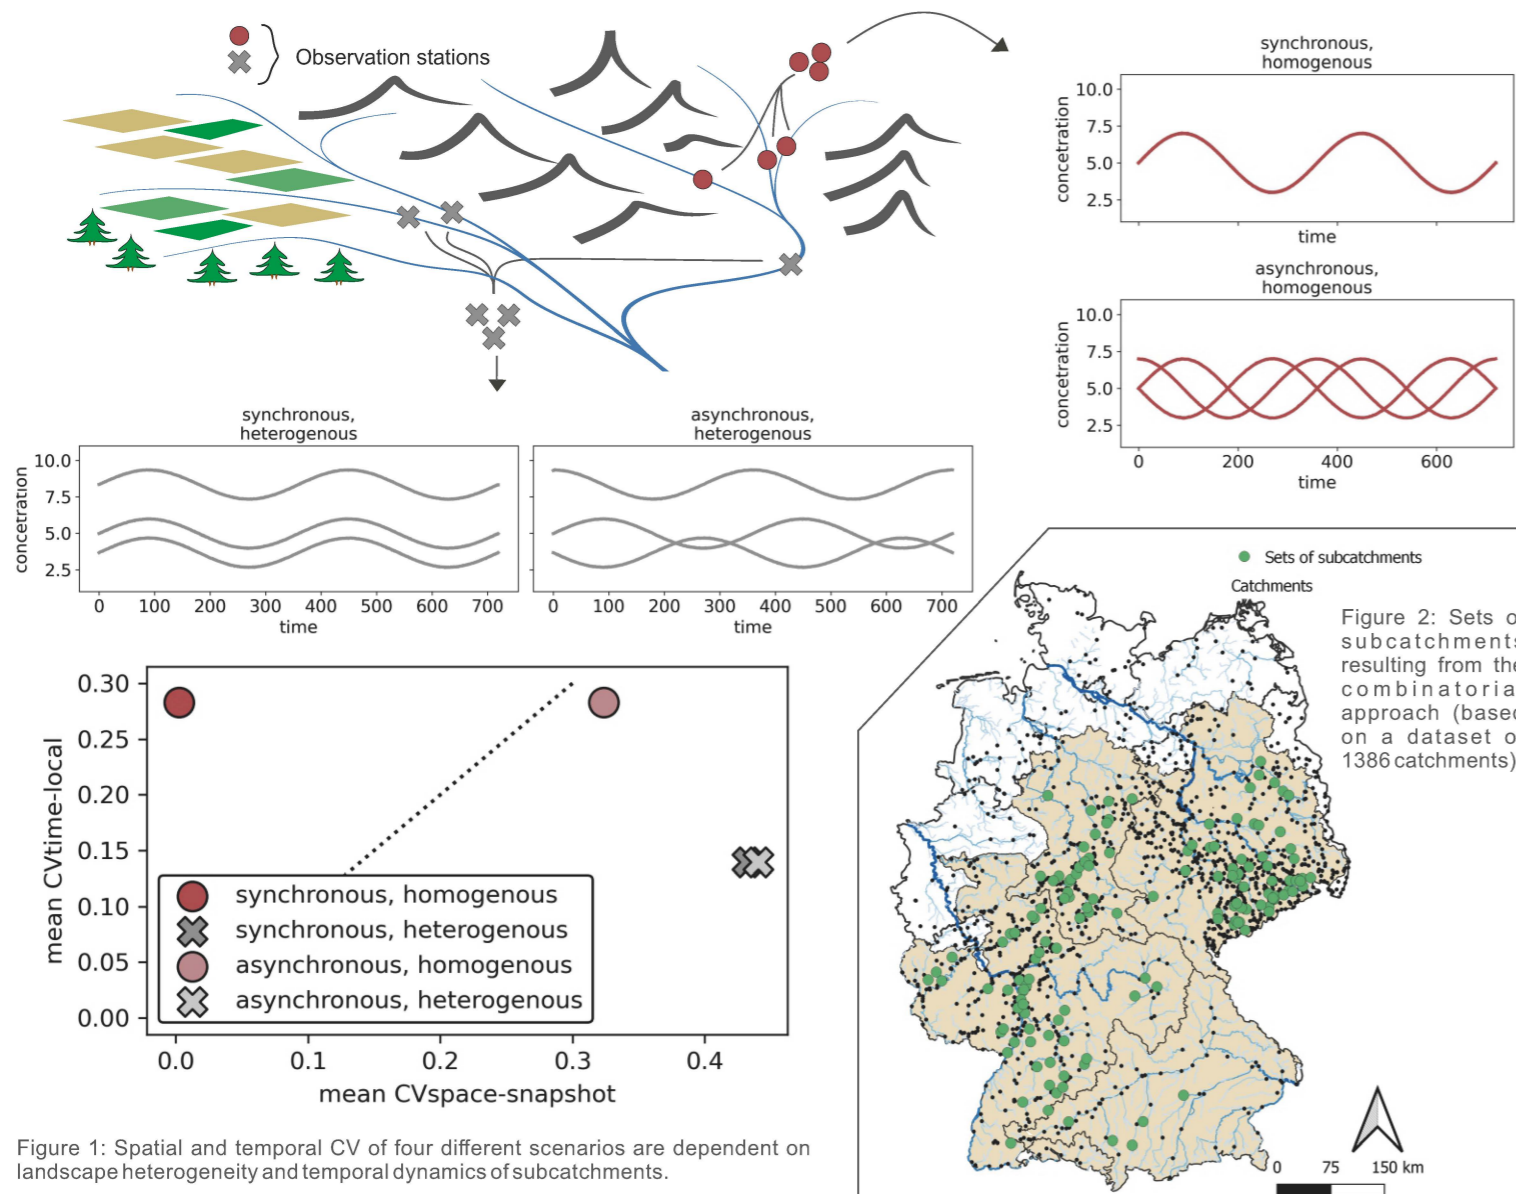 Observation stations
synchronous,
homogenous
10.0
7.5
5.0
2.5
concetration
time
asynchronous,
homogenous
10.0
7.5
5.0
2.5
concetration
0 200 400 600
time
synchronous,
heterogenous
10.0
7.5
5.0
2.5
concetration
0 100 200 300 400 500 600 700
time
asynchronous,
heterogenous
0 100 200 300 400 500 600 700
time
0.30
0.25
0.20
0.15
0.10
0.05
0.00
mean CVtime-local
synchronous, homogenous
synchronous, heterogenous
asynchronous, homogenous
asynchronous, heterogenous
0.0 0.1 0.2 0.3 0.4
mean CVspace-snapshot
Figure 1: Spatial and temporal CV of four different scenarios are dependent on
landscape heterogeneity and temporal dynamics of subcatchments.
Sets of subcatchments
Catchments
Figure 2: Sets o
subcatchments
resulting from the
combinatoria
approach (based
on a dataset o
1386 catchments)
0 75 150 km